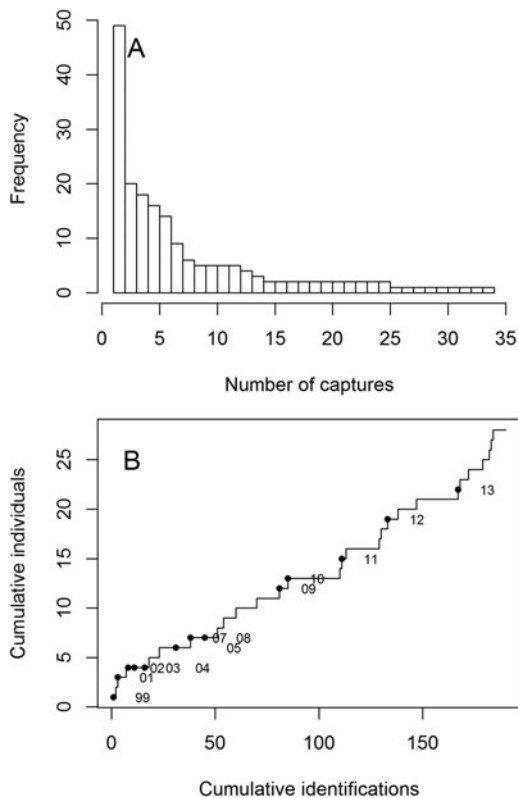 A
Frequency
50
40
30
20
10
0
0 5 10 15 20 25 30 35
Number of captures
B
Cumulative individuals
25
20
15
10
5
0
13
12
11
10
09
07 08
05
02 03 04
01
99
0 50 100 150
Cumulative identifications